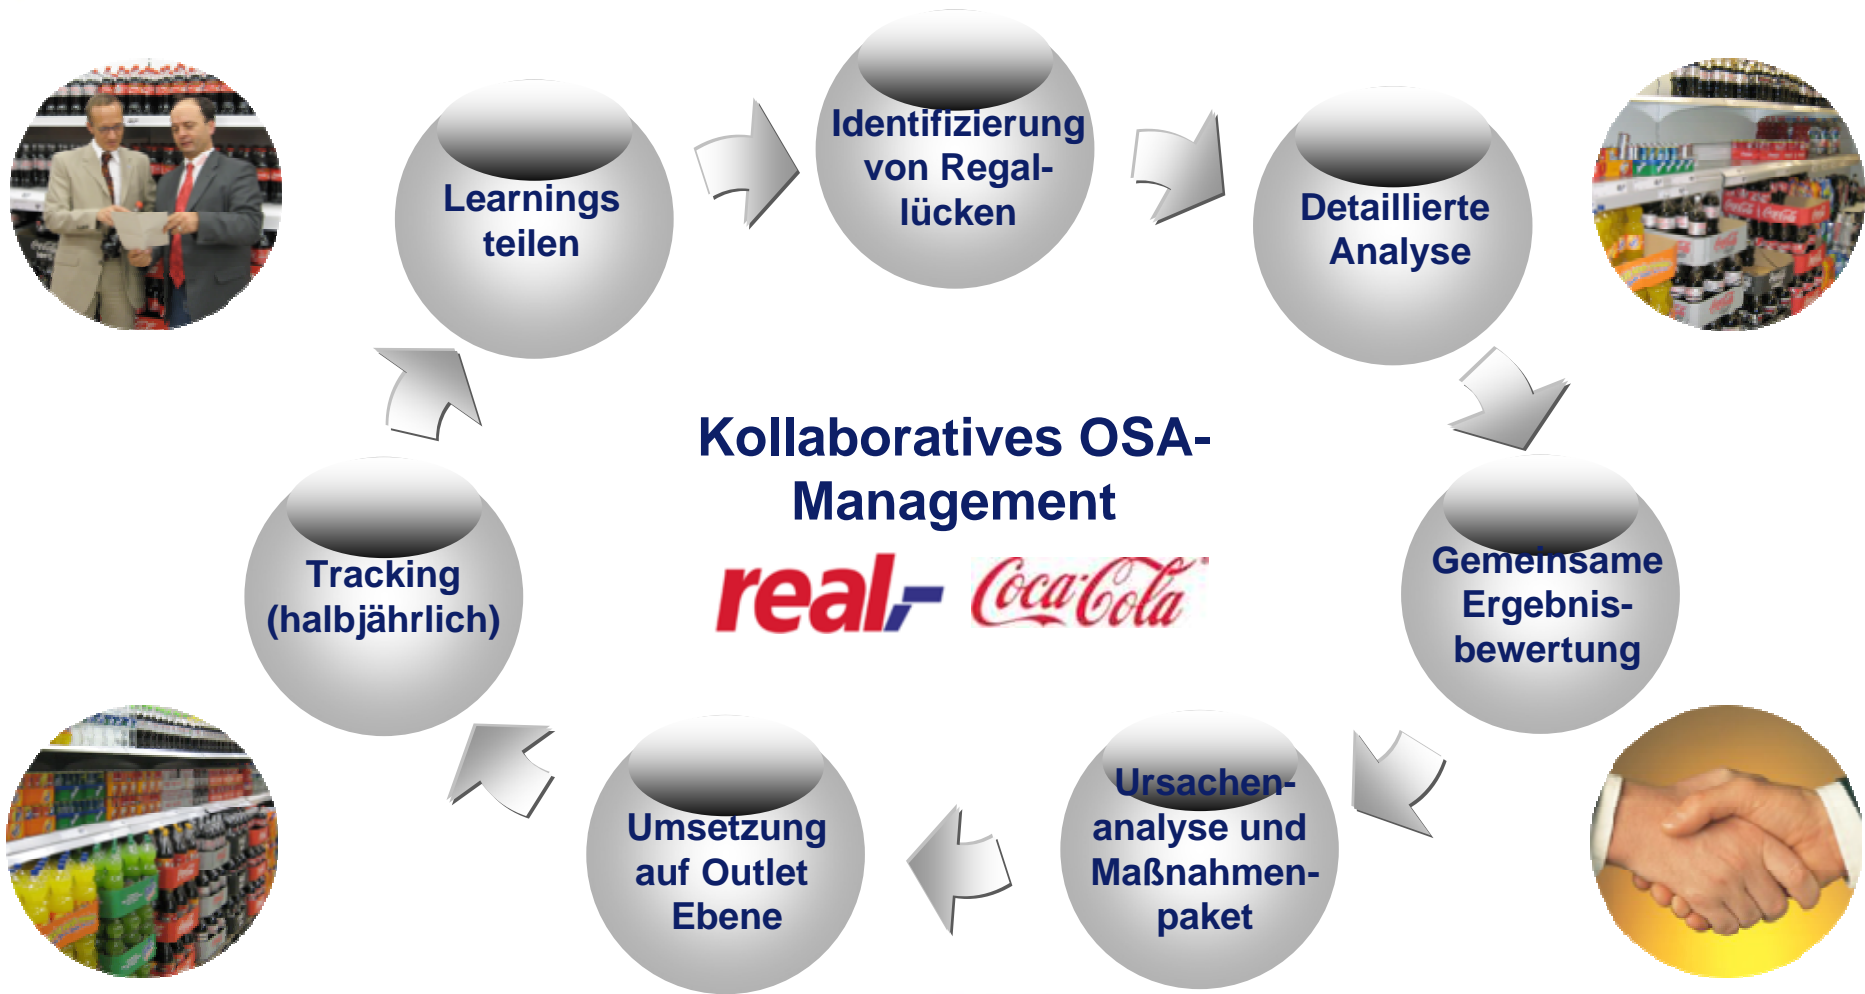 Identifizierung
von Regal-
lücken
Detaillierte
Analyse
Gemeinsame
Ergebnis-
bewertung
Ursachen-
analyse und
Maßnahmen-
paket
Umsetzung
auf Outlet
Ebene
Tracking
(halbjährlich)
Learnings
teilen
Kollaboratives OSA-
Management
real,-
Coca-Cola